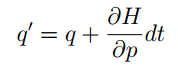 q′ = q + ∂H/∂p dt